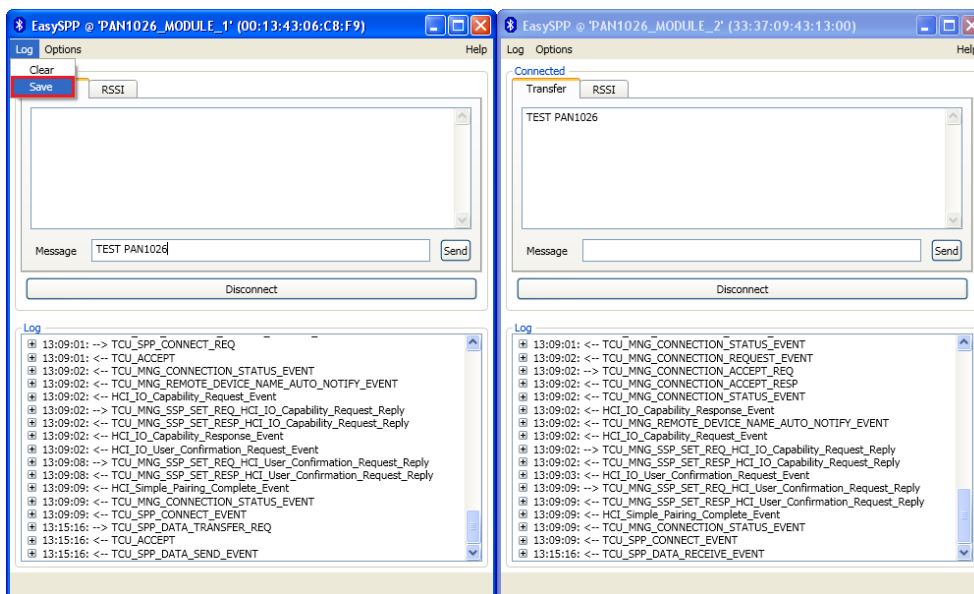 EasySPP @ 'PAN1026_MODULE_1' (00:13:43:06:C8:F9)
Log Options Help
Clear
Save
RSSI
Message TEST PAN1026 Send
Disconnect
Log
13:09:01: --> TCU_SPP_CONNECT_REQ
13:09:01: <-- TCU_ACCEPT
13:09:02: <-- TCU_MNG_CONNECTION_STATUS_EVENT
13:09:02: <-- TCU_MNG_REMOTE_DEVICE_NAME_AUTO_NOTIFY_EVENT
13:09:02: <-- HCI_IO_Capability_Request_Event
13:09:02: --> TCU_MNG_SSP_SET_REQ_HCI_IO_Capability_Request_Reply
13:09:02: <-- TCU_MNG_SSP_SET_RESP_HCI_IO_Capability_Request_Reply
13:09:02: <-- HCI_IO_Capability_Response_Event
13:09:02: <-- HCI_IO_User_Confirmation_Request_Event
13:09:08: --> TCU_MNG_SSP_SET_REQ_HCI_User_Confirmation_Request_Reply
13:09:08: <-- TCU_MNG_SSP_SET_RESP_HCI_User_Confirmation_Request_Reply
13:09:09: <-- HCI_Simple_Pairing_Complete_Event
13:09:09: <-- TCU_MNG_CONNECTION_STATUS_EVENT
13:09:09: <-- TCU_SPP_CONNECT_EVENT
13:15:16: --> TCU_SPP_DATA_TRANSFER_REQ
13:15:16: <-- TCU_ACCEPT
13:15:16: <-- TCU_SPP_DATA_SEND_EVENT
EasySPP @ 'PAN1026_MODULE_2' (33:37:09:43:13:00)
Log Options Hel
Connected
Transfer RSSI
TEST PAN1026
Message Send
Disconnect
Log
13:09:01: <-- TCU_MNG_CONNECTION_STATUS_EVENT
13:09:02: <-- TCU_MNG_CONNECTION_REQUEST_EVENT
13:09:02: --> TCU_MNG_CONNECTION_ACCEPT_REQ
13:09:02: <-- TCU_MNG_CONNECTION_ACCEPT_RESP
13:09:02: <-- TCU_MNG_CONNECTION_STATUS_EVENT
13:09:02: <-- HCI_IO_Capability_Response_Event
13:09:02: <-- TCU_MNG_REMOTE_DEVICE_NAME_AUTO_NOTIFY_EVENT
13:09:02: <-- HCI_IO_Capability_Request_Event
13:09:02: --> TCU_MNG_SSP_SET_REQ_HCI_IO_Capability_Request_Reply
13:09:02: <-- TCU_MNG_SSP_SET_RESP_HCI_IO_Capability_Request_Reply
13:09:03: <-- HCI_IO_User_Confirmation_Request_Event
13:09:09: --> TCU_MNG_SSP_SET_REQ_HCI_User_Confirmation_Request_Reply
13:09:09: <-- TCU_MNG_SSP_SET_RESP_HCI_User_Confirmation_Request_Reply
13:09:09: <-- HCI_Simple_Pairing_Complete_Event
13:09:09: <-- TCU_MNG_CONNECTION_STATUS_EVENT
13:09:09: <-- TCU_SPP_CONNECT_EVENT
13:15:16: <-- TCU_SPP_DATA_RECEIVE_EVENT